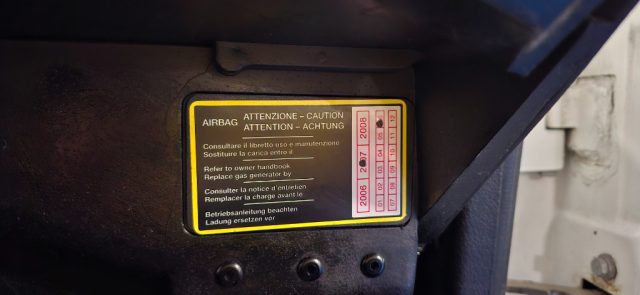 AIRBAG ATTENZIONE – CAUTION
ATTENTION – ACHTUNG
Consultare il libretto uso e manutenzione
Sostituire la carica entro il
Refer to owner handbook
Replace gas generator by
Consulter la notice d'entretien
Remplacer la charge avant le
Betriebsanleitung beachten
Ladung ersetzen vor
2006 2007 2008
01 02 03 04 05
07 08 09 10 11 12